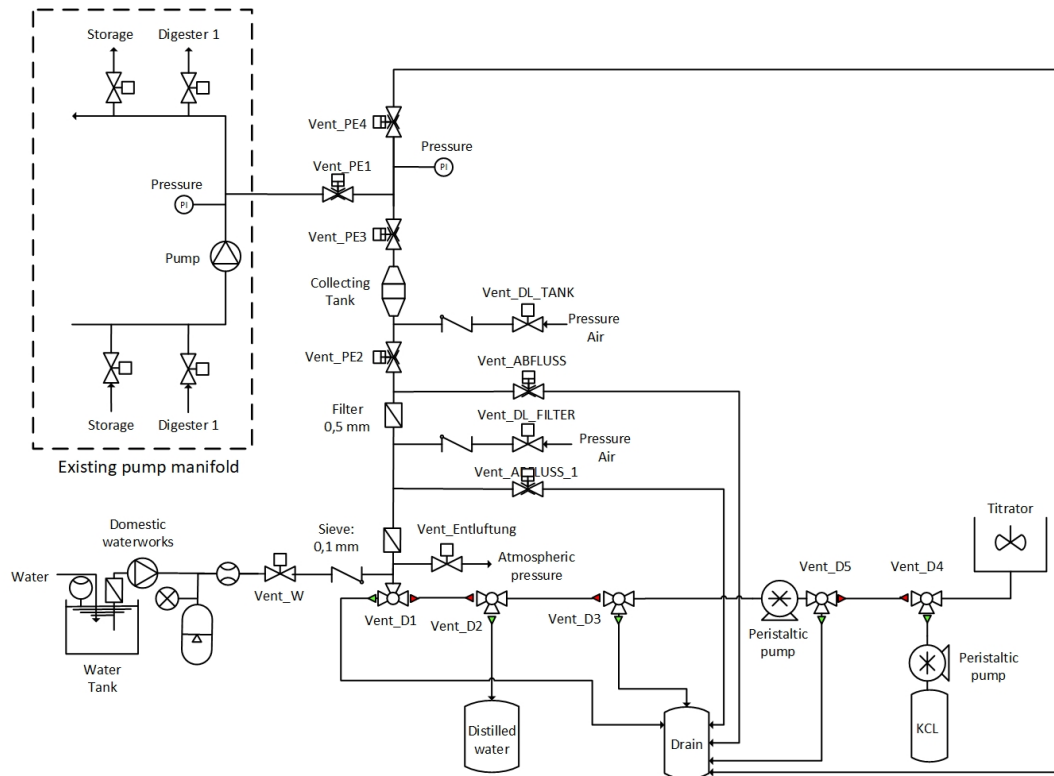 Storage
Digester 1
Vent_PE4
Pressure
PI
Vent_PE1
Pressure
PI
Pump
Vent_PE3
Collecting
Tank
Vent_DL_TANK
Pressure
Air
Vent_PE2
Vent_ABFLUSS
Storage
Digester 1
Filter
0,5 mm
Vent_DL_FILTER
Pressure
Air
Existing pump manifold
Vent_ABFLUSS_1
Domestic
waterworks
Sieve:
0,1 mm
Vent_Entluftung
Titrator
Water
Atmospheric
pressure
Vent_W
Vent_D5
Vent_D4
Vent_D1
Vent_D2
Vent_D3
Peristaltic
pump
Peristaltic
pump
Water
Tank
Distilled
water
Drain
KCL